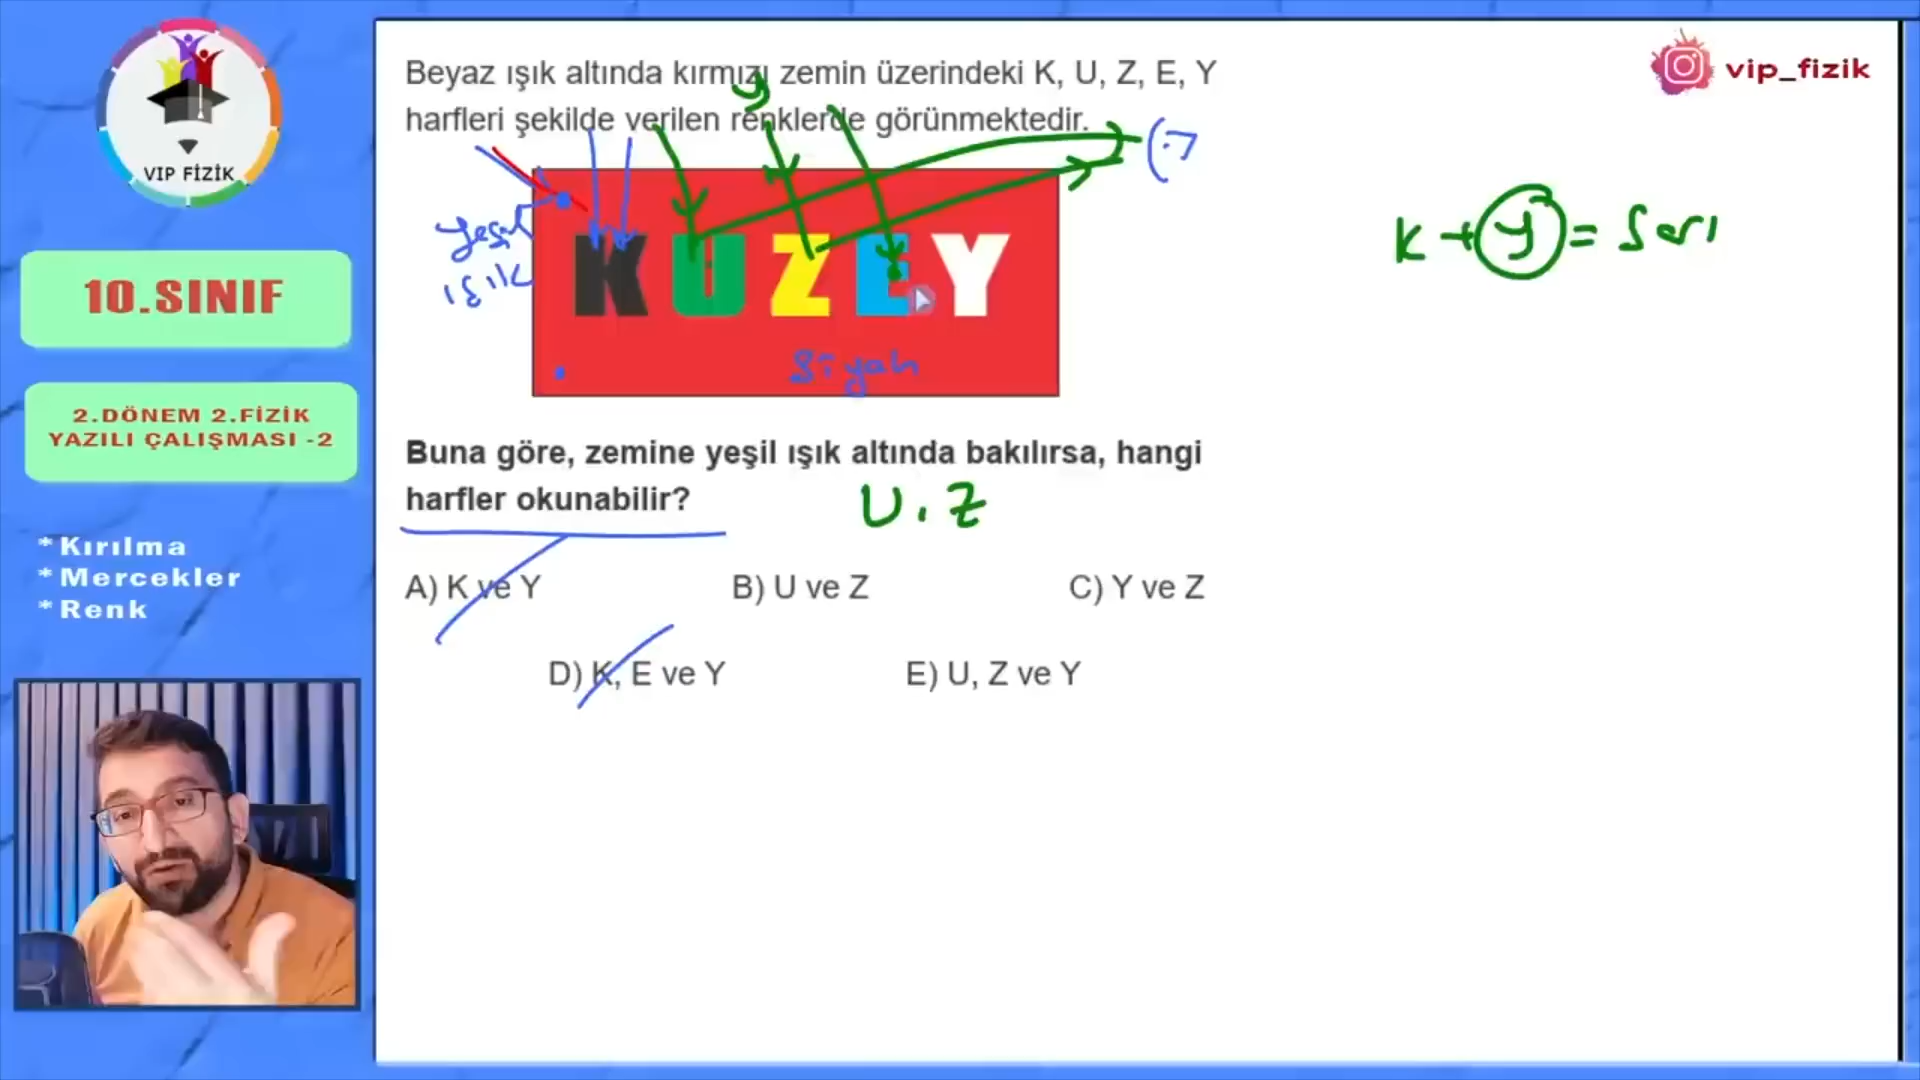 VIP FİZİK
10.SINIF
2.DÖNEM 2.FİZİK
YAZILI ÇALIŞMASI -2
* Kırılma
* Mercekler
* Renk
vip_fizik
Beyaz ışık altında kırmızı zemin üzerindeki K, U, Z, E, Y
harfleri şekilde verilen renklerde görünmektedir.
y
yeşil
ışık
KUZEY
Siyah
K + y = Sarı
Buna göre, zemine yeşil ışık altında bakılırsa, hangi
harfler okunabilir?
U, Z
A) K ve Y
B) U ve Z
C) Y ve Z
D) K, E ve Y
E) U, Z ve Y